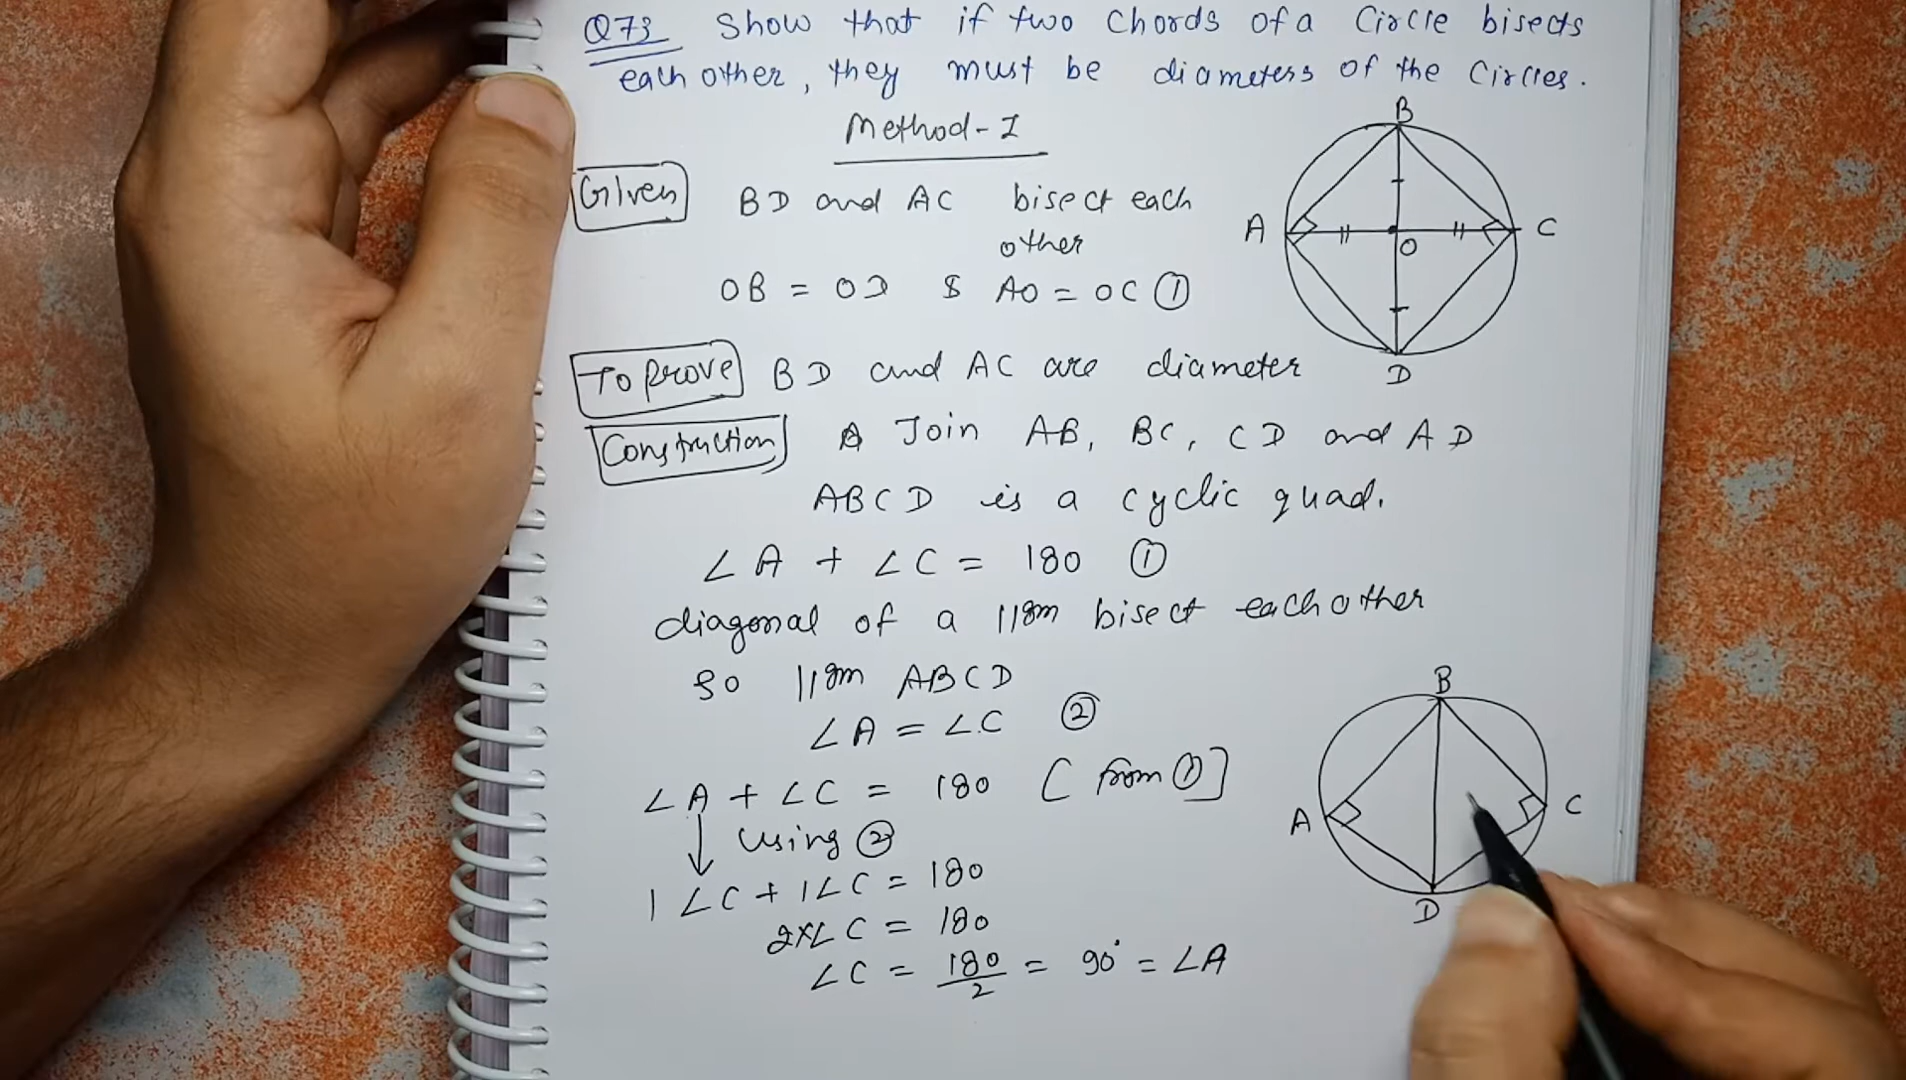 Q73 Show that if two chords of a Circle bisects
each other, they must be diameters of the Circles.
Method-I
Given BD and AC bisect each
other
OB = OD & AO = OC ①
To prove BD and AC are diameter
Construction Join AB, BC, CD and AD
ABCD is a cyclic quad.
∠A + ∠C = 180 ①
diagonal of a ||gm bisect each other
so ||gm ABCD
∠A = ∠C ②
∠A + ∠C = 180 [from ①]
↓ using ②
1∠C + 1∠C = 180
2×∠C = 180
∠C = 180/2 = 90° = ∠A
B
A O C
D
B
A C
D